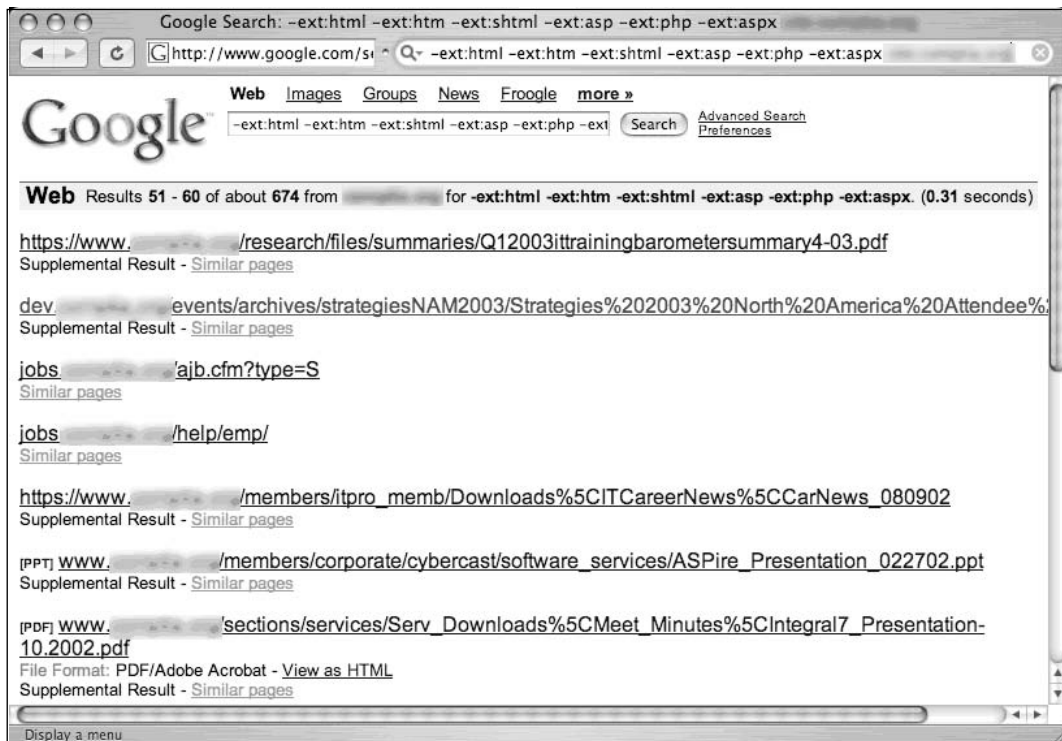 Google Search: –ext:html –ext:htm –ext:shtml –ext:asp –ext:php –ext:aspx
G http://www.google.com/se Q –ext:html –ext:htm –ext:shtml –ext:asp –ext:php –ext:aspx
Web Images Groups News Froogle more »
Google™
–ext:html –ext:htm –ext:shtml –ext:asp –ext:php –ext Search Advanced Search
Preferences
Web Results 51 - 60 of about 674 from for -ext:html -ext:htm -ext:shtml -ext:asp -ext:php -ext:aspx. (0.31 seconds)
https://www. /research/files/summaries/Q12003ittrainingbarometersummary4-03.pdf
Supplemental Result - Similar pages
dev. /events/archives/strategiesNAM2003/Strategies%202003%20North%20America%20Attendee%
Supplemental Result - Similar pages
jobs. /ajb.cfm?type=S
Similar pages
jobs /help/emp/
Similar pages
https://www. /members/itpro_memb/Downloads%5CITCareerNews%5CCarNews_080902
Supplemental Result - Similar pages
[PPT] www. /members/corporate/cybercast/software_services/ASPire_Presentation_022702.ppt
Supplemental Result - Similar pages
[PDF] www. /sections/services/Serv_Downloads%5CMeet_Minutes%5CIntegral7_Presentation-
10.2002.pdf
File Format: PDF/Adobe Acrobat - View as HTML
Supplemental Result - Similar pages
Display a menu